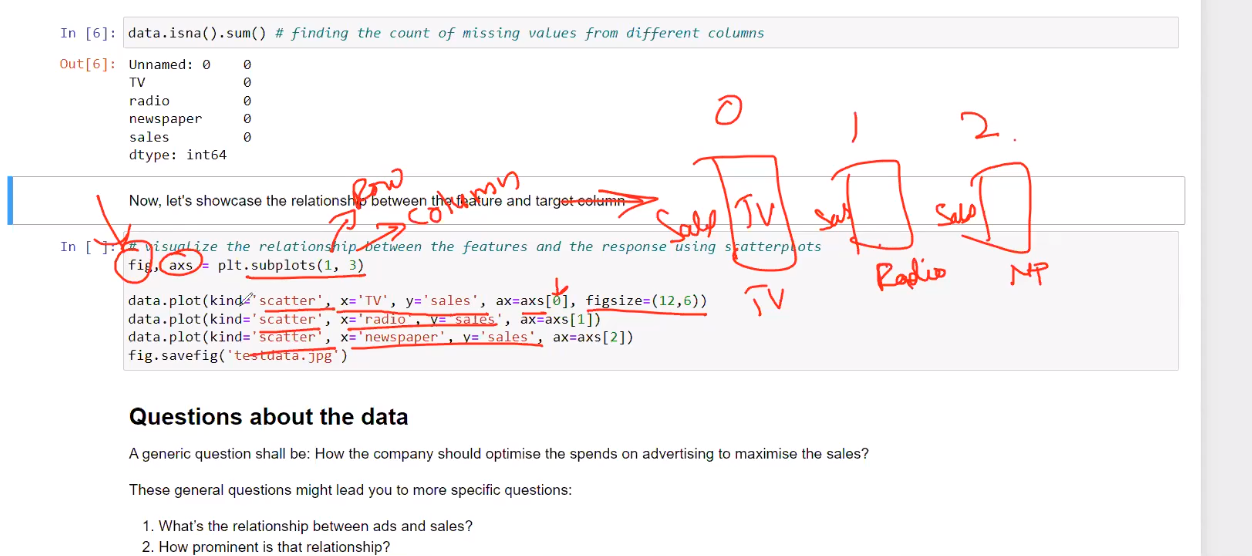 In [6]: data.isna().sum() # finding the count of missing values from different columns
Out[6]: Unnamed: 0 0
TV 0
radio 0
newspaper 0
sales 0
dtype: int64
0 1 2
Row
column
Now, let's showcase the relationship between the feature and target column
Sales TV
Radio
NP
TV
In [ ]: # visualize the relationship between the features and the response using scatterplots
fig, axs = plt.subplots(1, 3)
data.plot(kind='scatter', x='TV', y='sales', ax=axs[0], figsize=(12,6))
data.plot(kind='scatter', x='radio', y='sales', ax=axs[1])
data.plot(kind='scatter', x='newspaper', y='sales', ax=axs[2])
fig.savefig('testdata.jpg')
Questions about the data
A generic question shall be: How the company should optimise the spends on advertising to maximise the sales?
These general questions might lead you to more specific questions:
1. What's the relationship between ads and sales?
2. How prominent is that relationship?